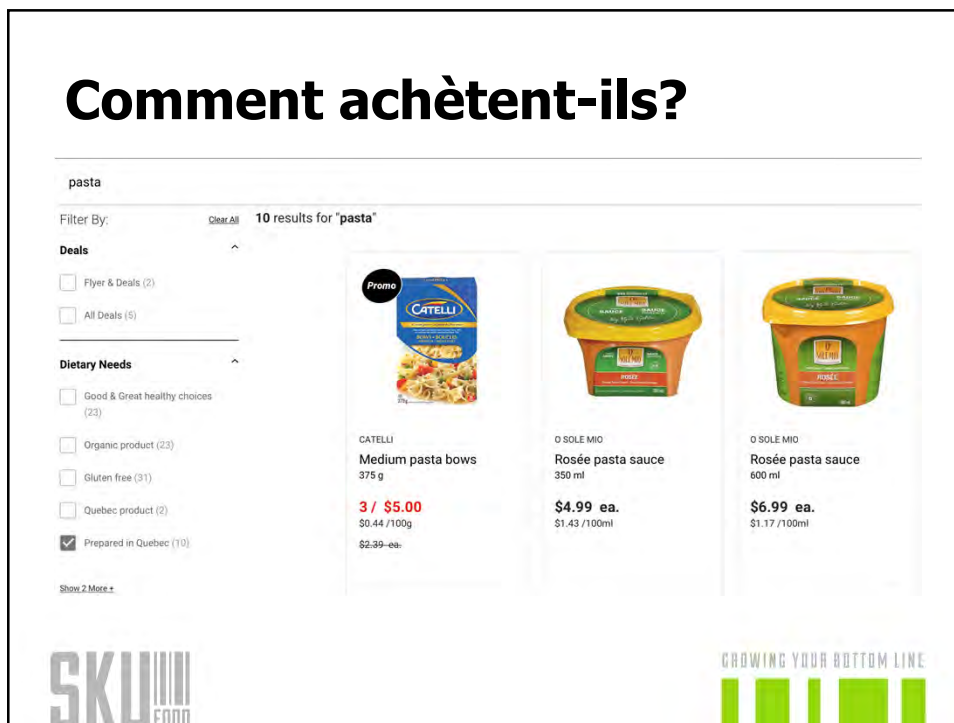 Comment achètent-ils?
pasta
Filter By:
Clear All
10 results for "pasta"
Deals
Flyer & Deals (2)
All Deals (5)
Dietary Needs
Good & Great healthy choices
(23)
Organic product (23)
Gluten free (31)
Quebec product (2)
Prepared in Quebec (10)
Show 2 More +
Promo
CATELLI
CATELLI
Medium pasta bows
375 g
3 / $5.00
$0.44 /100g
$2.39 ea.
SAUCE
ROSÉE
O SOLE MIO
Rosée pasta sauce
350 ml
$4.99 ea.
$1.43 /100ml
ROSÉE
O SOLE MIO
Rosée pasta sauce
600 ml
$6.99 ea.
$1.17 /100ml
SKU
FOOD
GROWING YOUR BOTTOM LINE